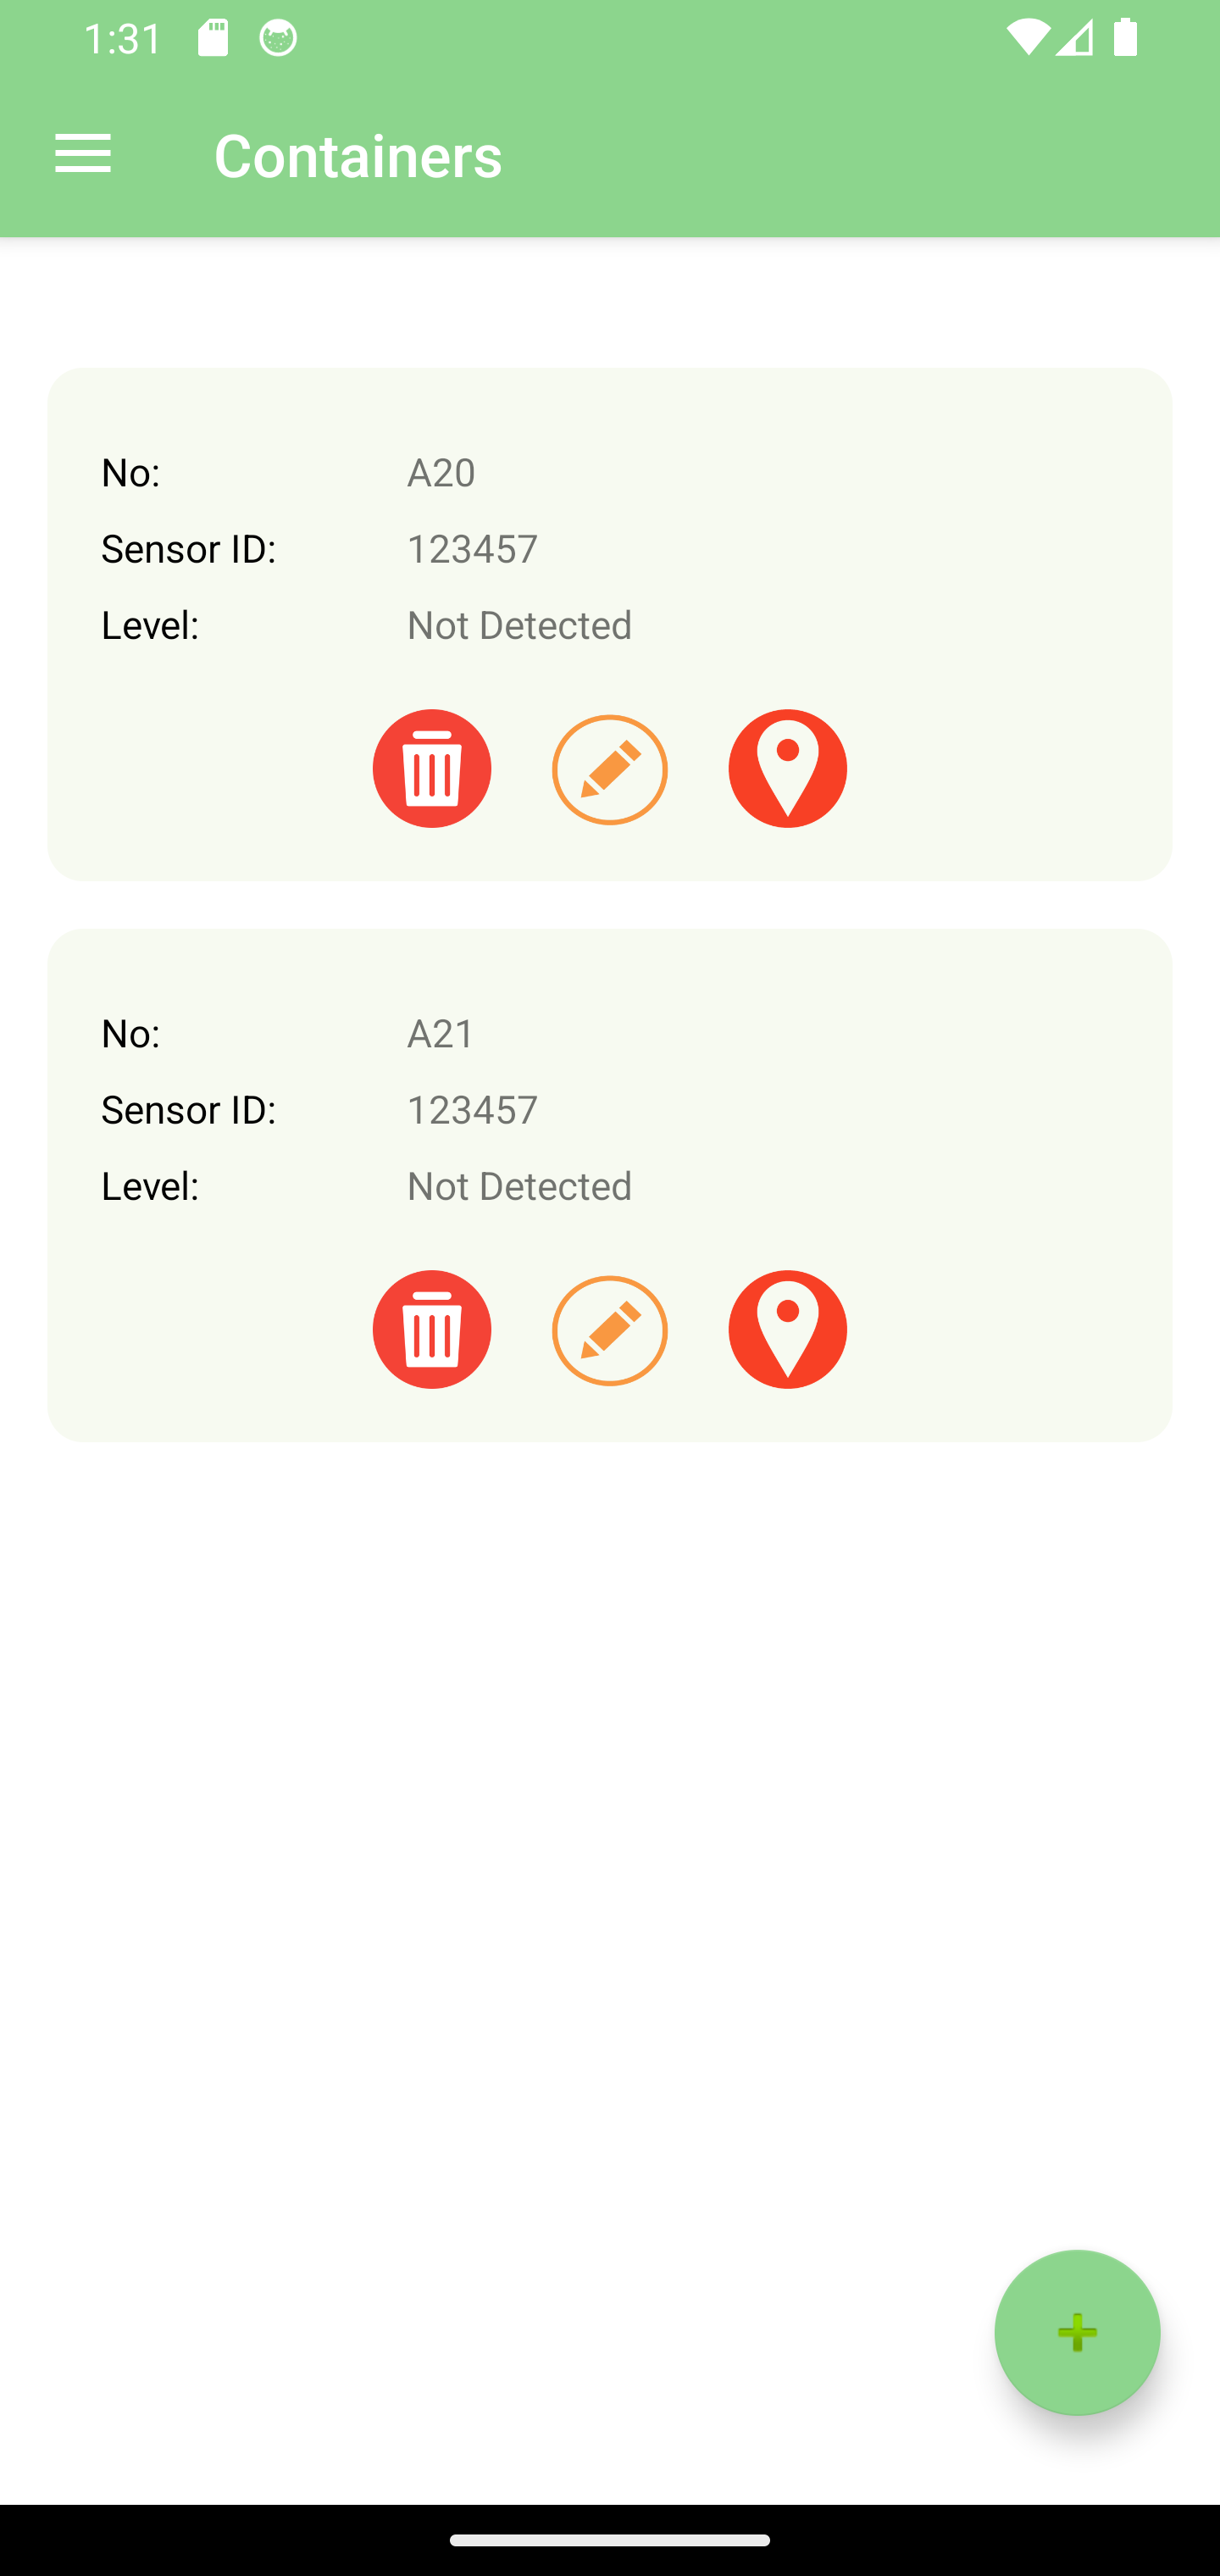 1:31
Containers
No: A20
Sensor ID: 123457
Level: Not Detected
No: A21
Sensor ID: 123457
Level: Not Detected